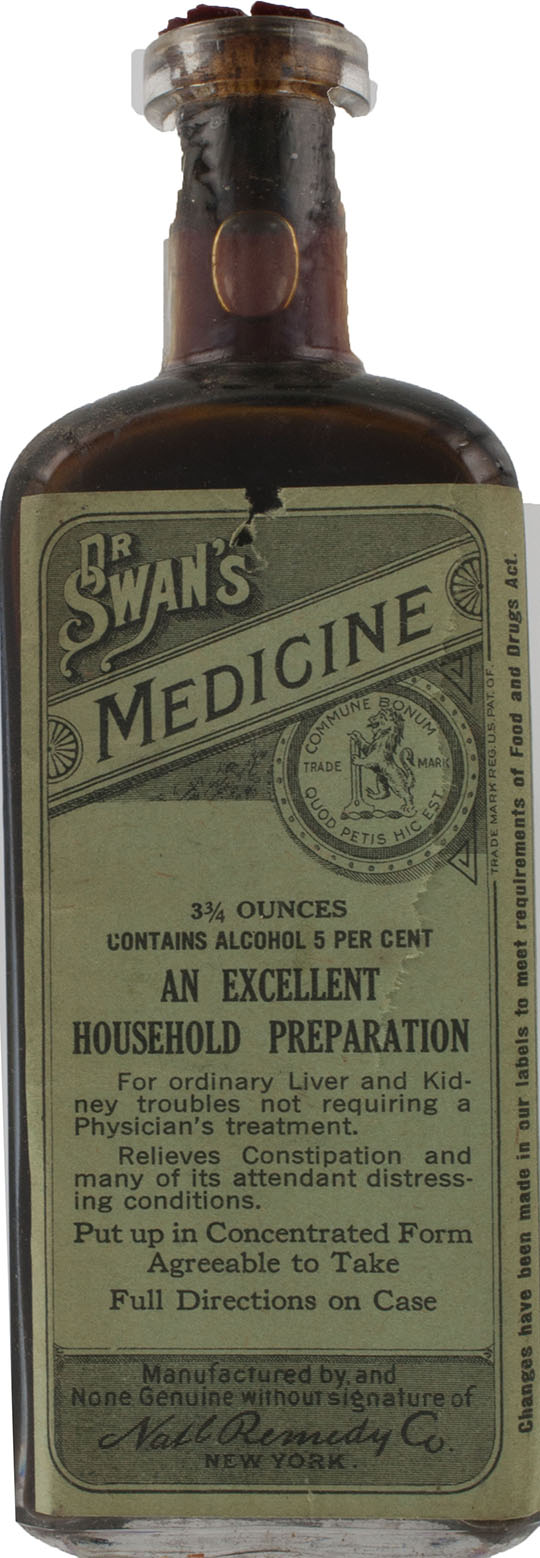 DR
SWAN'S
MEDICINE
COMMUNE BONUM
TRADE MARK
QUOD PETIS HIC EST
TRADE MARK REG. U.S. PAT. OF.
3¾ OUNCES
CONTAINS ALCOHOL 5 PER CENT
AN EXCELLENT
HOUSEHOLD PREPARATION
For ordinary Liver and Kid-
ney troubles not requiring a
Physician's treatment.
Relieves Constipation and
many of its attendant distress-
ing conditions.
Put up in Concentrated Form
Agreeable to Take
Full Directions on Case
Manufactured by, and
None Genuine without signature of
Nat'l Remedy Co.
NEW YORK.
Changes have been made in our labels to meet requirements of Food and Drugs Act.